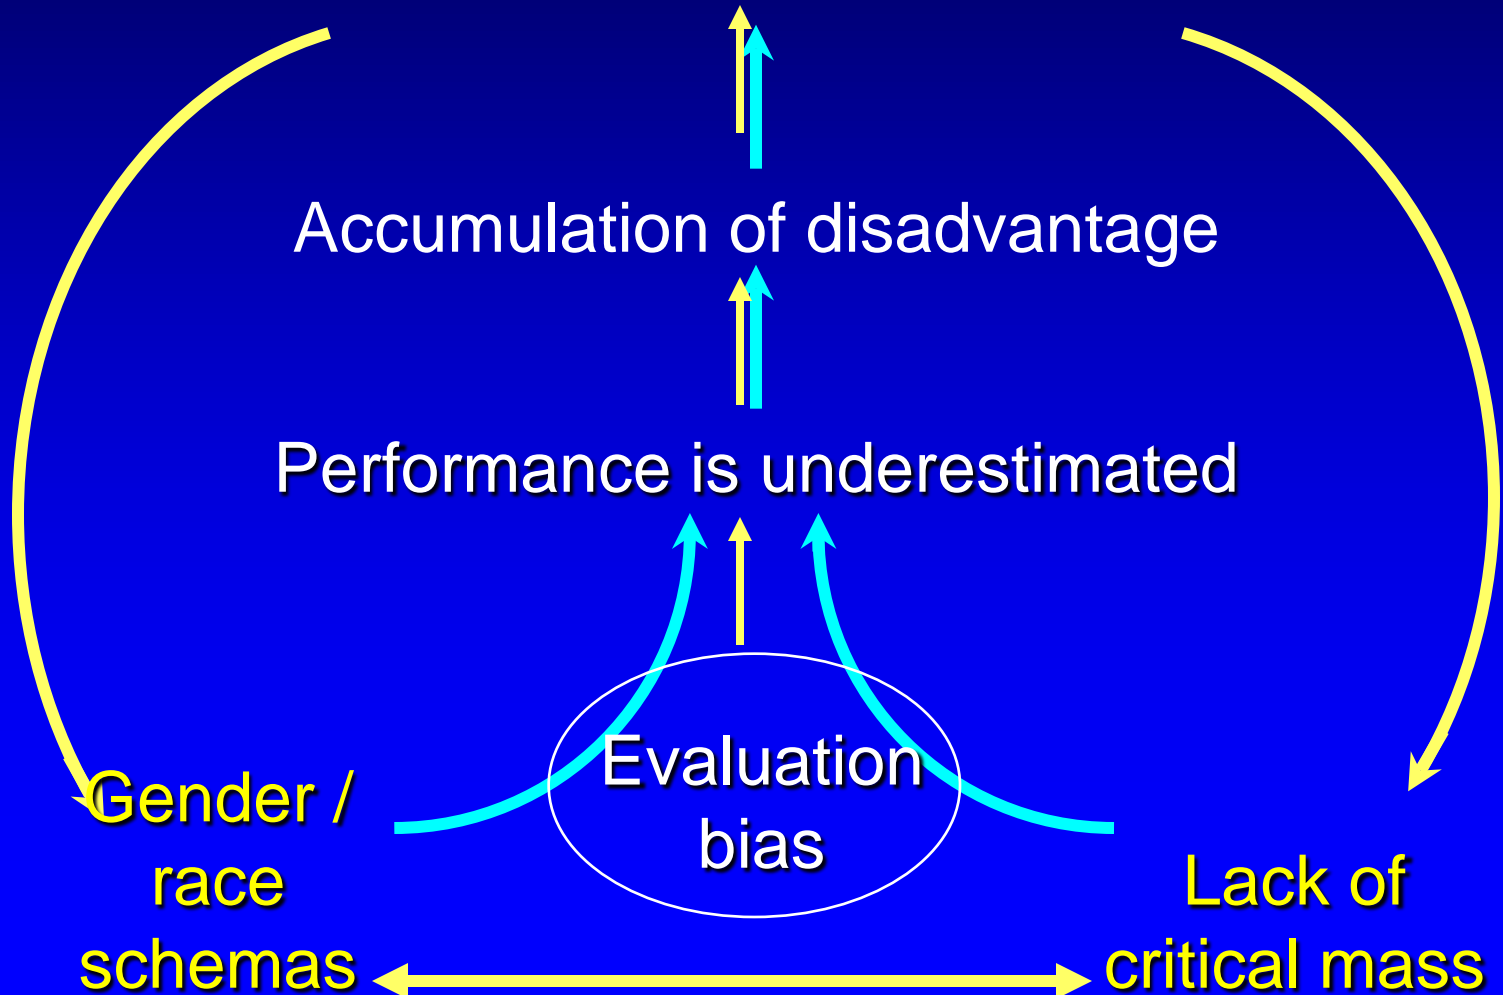 Accumulation of disadvantage
Performance is underestimated
Evaluation
bias
Gender /
race
schemas
Lack of
critical mass